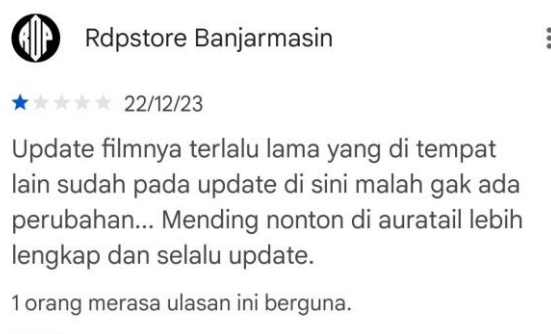 RDP
Rdpstore Banjarmasin
22/12/23
Update filmnya terlalu lama yang di tempat
lain sudah pada update di sini malah gak ada
perubahan... Mending nonton di auratail lebih
lengkap dan selalu update.
1 orang merasa ulasan ini berguna.